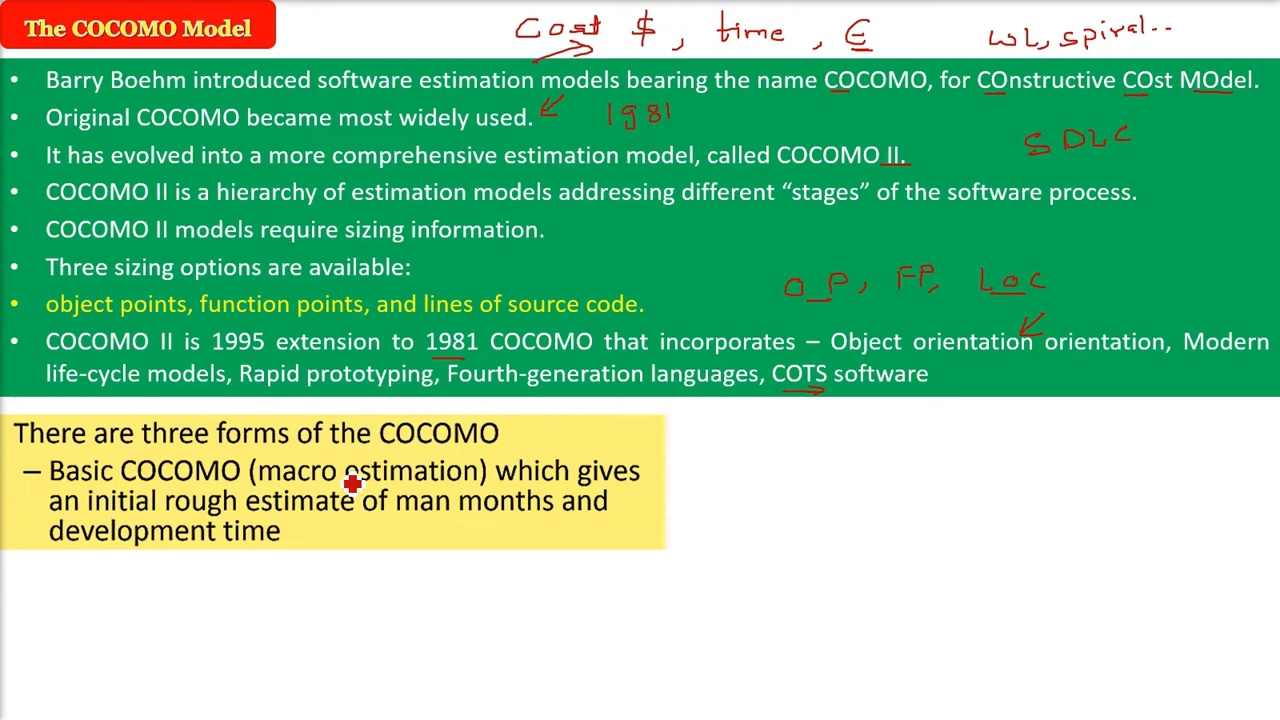 The COCOMO Model
Cost $, time, E
WL, spiral..
• Barry Boehm introduced software estimation models bearing the name COCOMO, for COnstructive COst MOdel.
• Original COCOMO became most widely used.
1981
SDLC
• It has evolved into a more comprehensive estimation model, called COCOMO II.
• COCOMO II is a hierarchy of estimation models addressing different “stages” of the software process.
• COCOMO II models require sizing information.
• Three sizing options are available:
O_P, FP, LOC
• object points, function points, and lines of source code.
• COCOMO II is 1995 extension to 1981 COCOMO that incorporates – Object orientation orientation, Modern
life-cycle models, Rapid prototyping, Fourth-generation languages, COTS software
There are three forms of the COCOMO
– Basic COCOMO (macro estimation) which gives
an initial rough estimate of man months and
development time